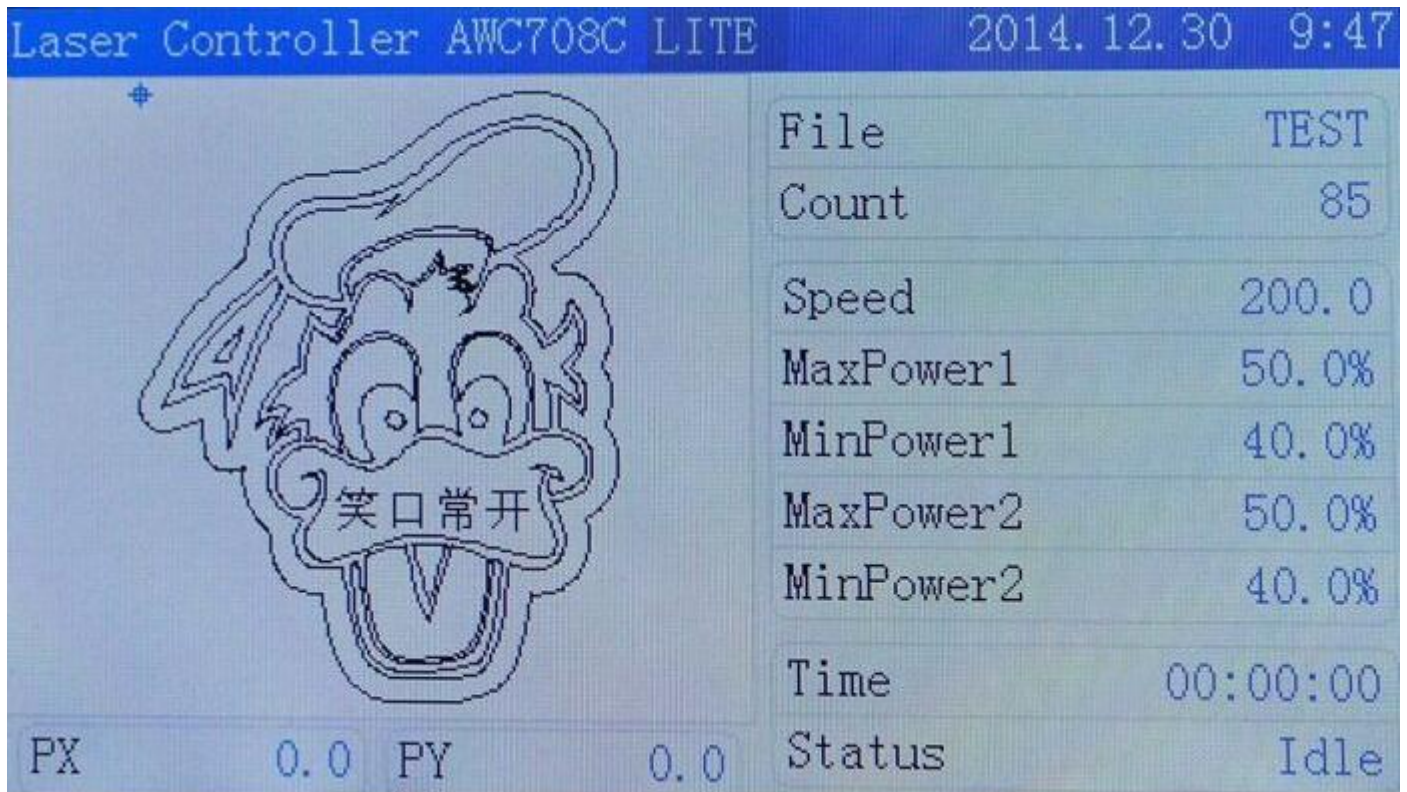 Laser Controller AWC708C LITE 2014.12.30 9:47
File TEST
Count 85
Speed 200.0
MaxPower1 50.0%
MinPower1 40.0%
MaxPower2 50.0%
MinPower2 40.0%
Time 00:00:00
Status Idle
笑口常开
PX 0.0 PY 0.0